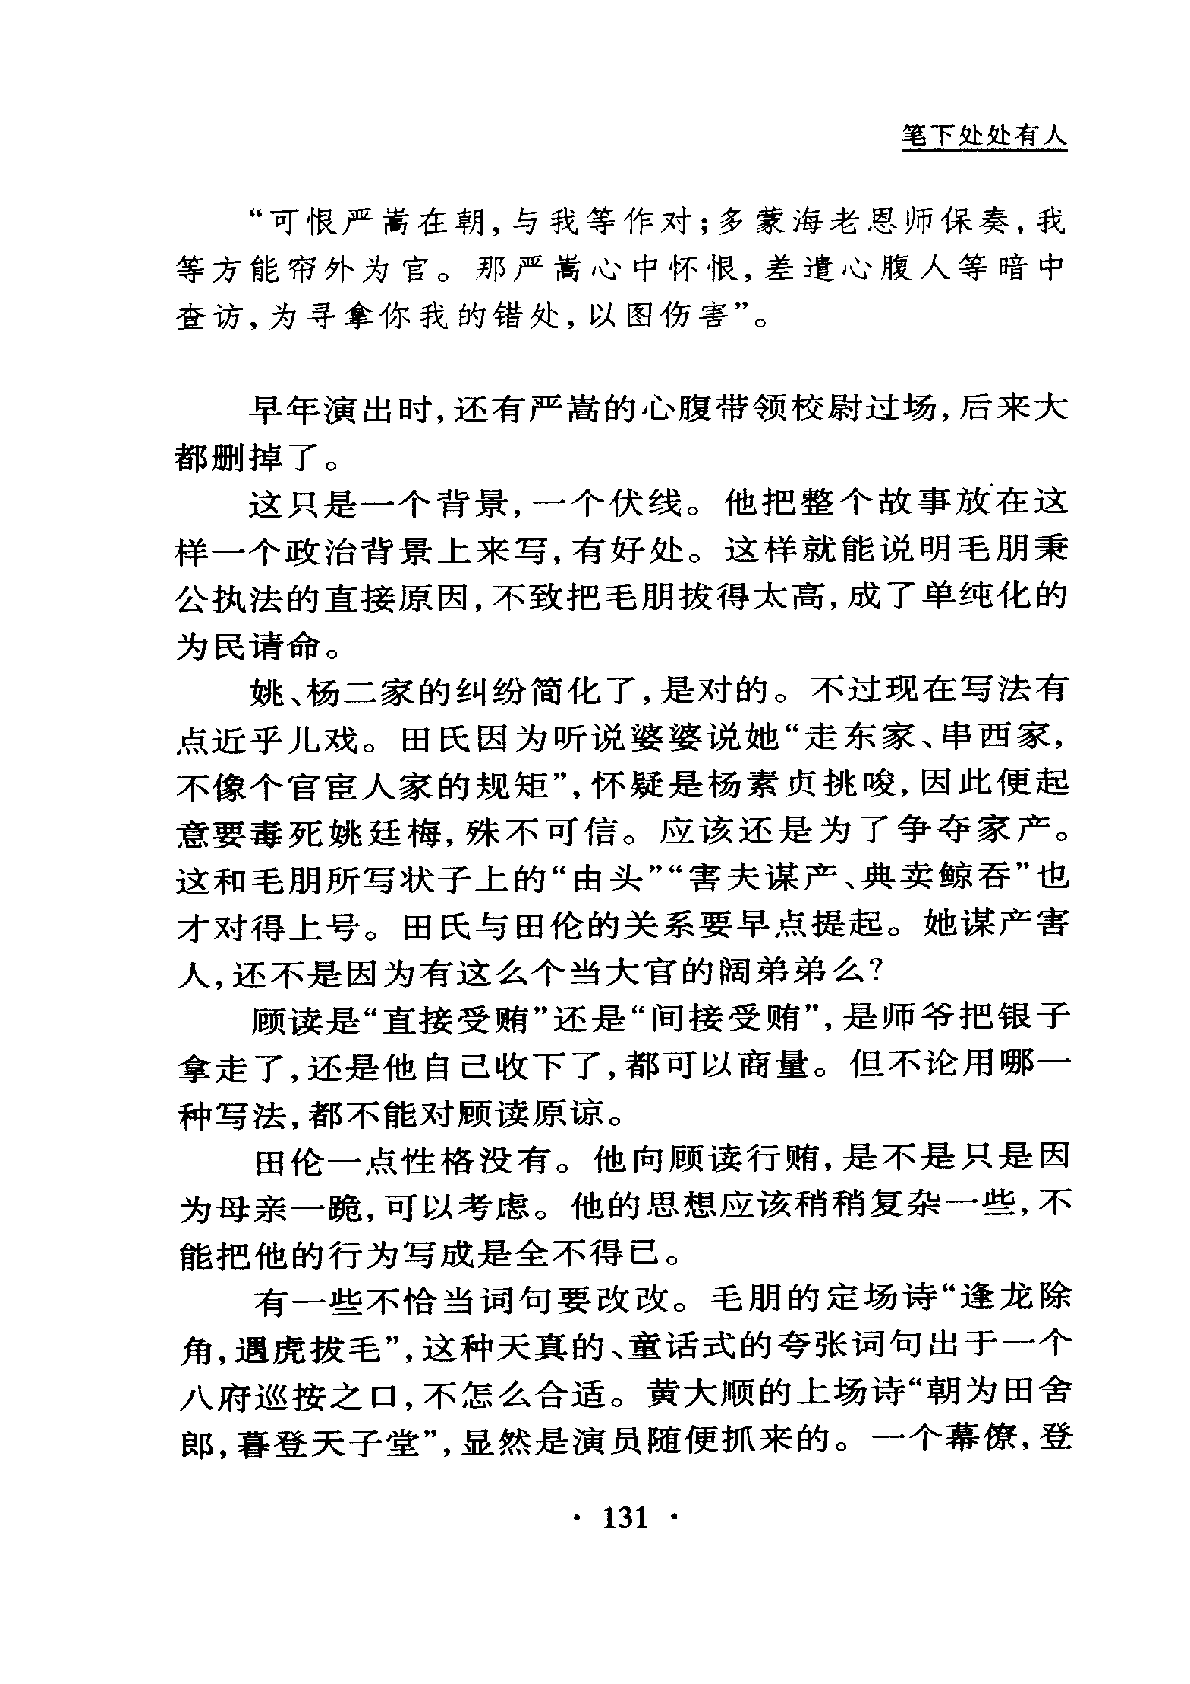 笔下处处有人
“可恨严嵩在朝,与我等作对;多蒙海老恩师保奏,我
等方能帘外为官。那严嵩心中怀恨,差遣心腹人等暗中
查访,为寻拿你我的错处,以图伤害”。
早年演出时,还有严嵩的心腹带领校尉过场,后来大
都删掉了。
这只是一个背景,一个伏线。他把整个故事放在这
样一个政治背景上来写,有好处。这样就能说明毛朋秉
公执法的直接原因,不致把毛朋拔得太高,成了单纯化的
为民请命。
姚、杨二家的纠纷简化了,是对的。不过现在写法有
点近乎儿戏。田氏因为听说婆婆说她“走东家、串西家,
不像个官宦人家的规矩”,怀疑是杨素贞挑唆,因此便起
意要毒死姚廷梅,殊不可信。应该还是为了争夺家产。
这和毛朋所写状子上的“由头”“害夫谋产、典卖鲸吞”也
才对得上号。田氏与田伦的关系要早点提起。她谋产害
人,还不是因为有这么个当大官的阔弟弟么?
顾读是“直接受贿”还是“间接受贿”,是师爷把银子
拿走了,还是他自己收下了,都可以商量。但不论用哪一
种写法,都不能对顾读原谅。
田伦一点性格没有。他向顾读行贿,是不是只是因
为母亲一跪,可以考虑。他的思想应该稍稍复杂一些,不
能把他的行为写成是全不得已。
有一些不恰当词句要改改。毛朋的定场诗“逢龙除
角,遇虎拔毛”,这种天真的、童话式的夸张词句出于一个
八府巡按之口,不怎么合适。黄大顺的上场诗“朝为田舍
郎,暮登天子堂”,显然是演员随便抓来的。一个幕僚,登
· 131 ·